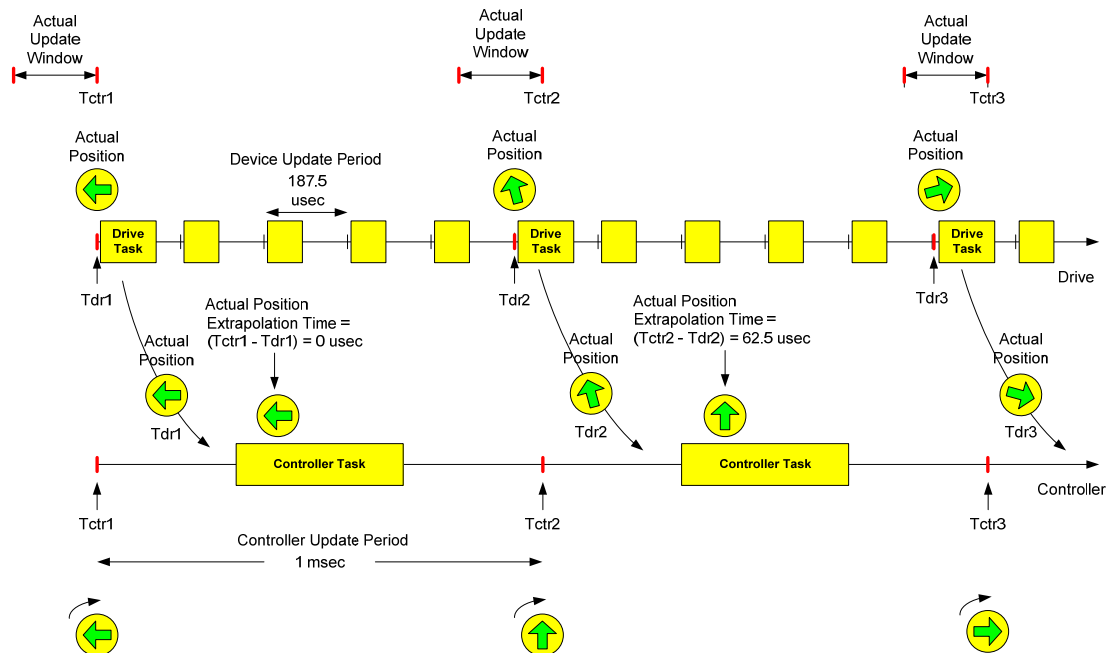 Actual
Update
Window
Tctr1
Actual
Update
Window
Tctr2
Actual
Update
Window
Tctr3
Actual
Position
Device Update Period
187.5
usec
Actual
Position
Actual
Position
Drive
Task
Drive
Task
Drive
Task
Drive
Tdr1
Tdr2
Tdr3
Actual Position
Extrapolation Time =
(Tctr1 - Tdr1) = 0 usec
Actual Position
Extrapolation Time =
(Tctr2 - Tdr2) = 62.5 usec
Actual
Position
Tdr1
Actual
Position
Tdr2
Actual
Position
Tdr3
Controller Task
Controller Task
Controller
Tctr1
Tctr2
Tctr3
Controller Update Period
1 msec